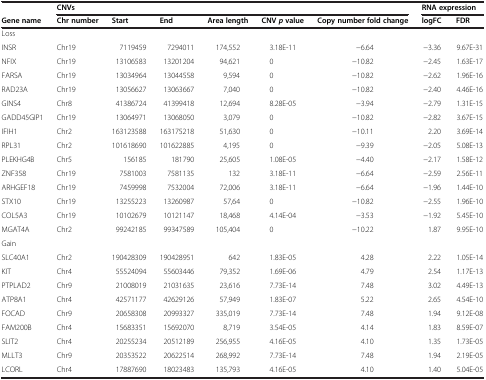 CNVs RNA expression
Gene name Chr number Start End Area length CNV p value Copy number fold change logFC FDR
Loss
INSR Chr19 7119459 7294011 174,552 3.18E-11 −6.64 −3.36 9.67E-31
NFIX Chr19 13106583 13201204 94,621 0 −10.82 −2.45 1.63E-17
FARSA Chr19 13034964 13044558 9,594 0 −10.82 −2.62 1.96E-16
RAD23A Chr19 13056627 13063667 7,040 0 −10.82 −2.40 4.46E-16
GINS4 Chr8 41386724 41399418 12,694 8.28E-05 −3.94 −2.79 1.31E-15
GADD45GIP1 Chr19 13064971 13068050 3,079 0 −10.82 −2.82 3.67E-15
IFIH1 Chr2 163123588 163175218 51,630 0 −10.11 2.20 3.69E-14
RPL31 Chr2 101618690 101622885 4,195 0 −9.39 −2.05 5.08E-13
PLEKHG4B Chr5 156185 181790 25,605 1.08E-05 −4.40 −2.17 1.58E-12
ZNF358 Chr19 7581003 7581135 132 3.18E-11 −6.64 −2.59 2.56E-11
ARHGEF18 Chr19 7459998 7532004 72,006 3.18E-11 −6.64 −1.96 1.44E-10
STX10 Chr19 13255223 13260987 57,64 0 −10.82 −2.55 1.96E-10
COL5A3 Chr19 10102679 10121147 18,468 4.14E-04 −3.53 −1.92 5.45E-10
MGAT4A Chr2 99242185 99347589 105,404 0 −10.22 1.87 9.95E-10
Gain
SLC40A1 Chr2 190428309 190428951 642 1.83E-05 4.28 2.22 1.05E-14
KIT Chr4 55524094 55603446 79,352 1.69E-06 4.79 2.54 1.17E-13
PTPLAD2 Chr9 21008019 21031635 23,616 7.73E-14 7.48 3.02 4.49E-13
ATP8A1 Chr4 42571177 42629126 57,949 1.83E-07 5.22 2.65 4.54E-10
FOCAD Chr9 20658308 20993327 335,019 7.73E-14 7.48 1.94 9.12E-08
FAM200B Chr4 15683351 15692070 8,719 3.54E-05 4.14 1.83 8.59E-07
SLIT2 Chr4 20255234 20512189 256,955 4.16E-05 4.10 1.35 1.73E-05
MLLT3 Chr9 20353522 20622514 268,992 7.73E-14 7.48 1.94 2.19E-05
LCORL Chr4 17887690 18023483 135,793 4.16E-05 4.10 1.40 5.04E-05